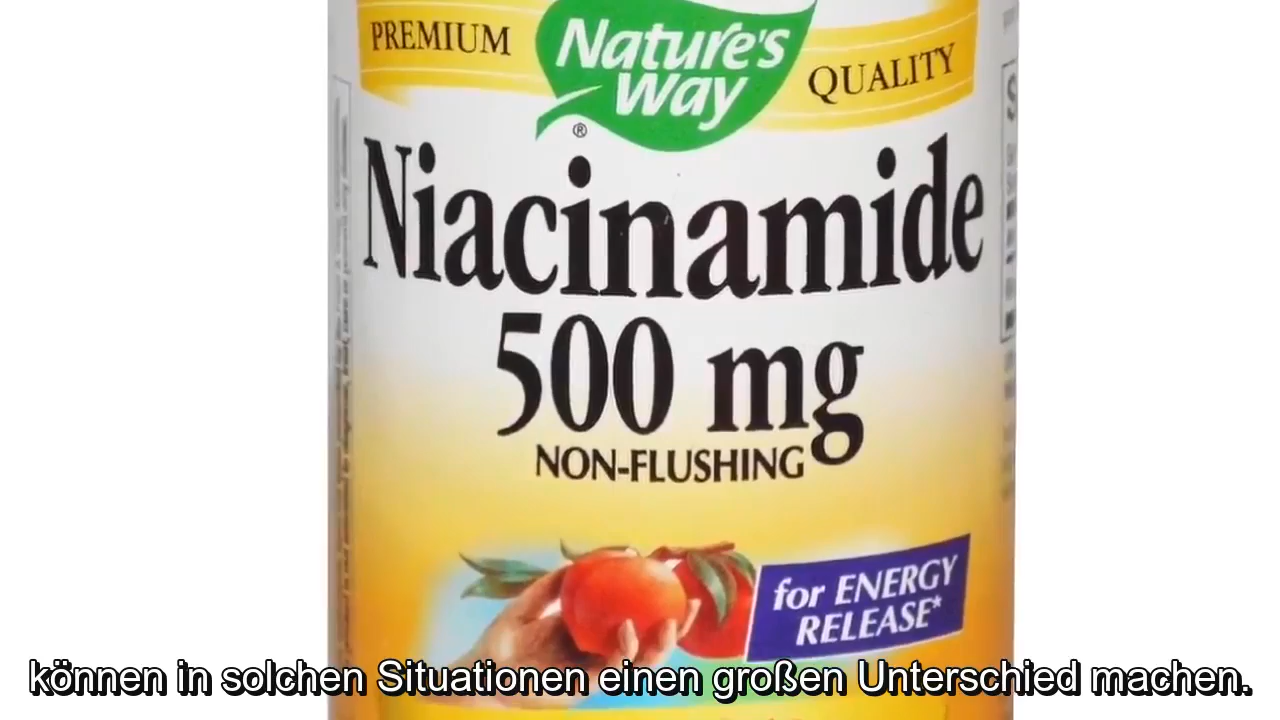 PREMIUM
Nature's
Way
QUALITY
®
Niacinamide
500 mg
NON-FLUSHING
for ENERGY
RELEASE*
können in solchen Situationen einen großen Unterschied machen.